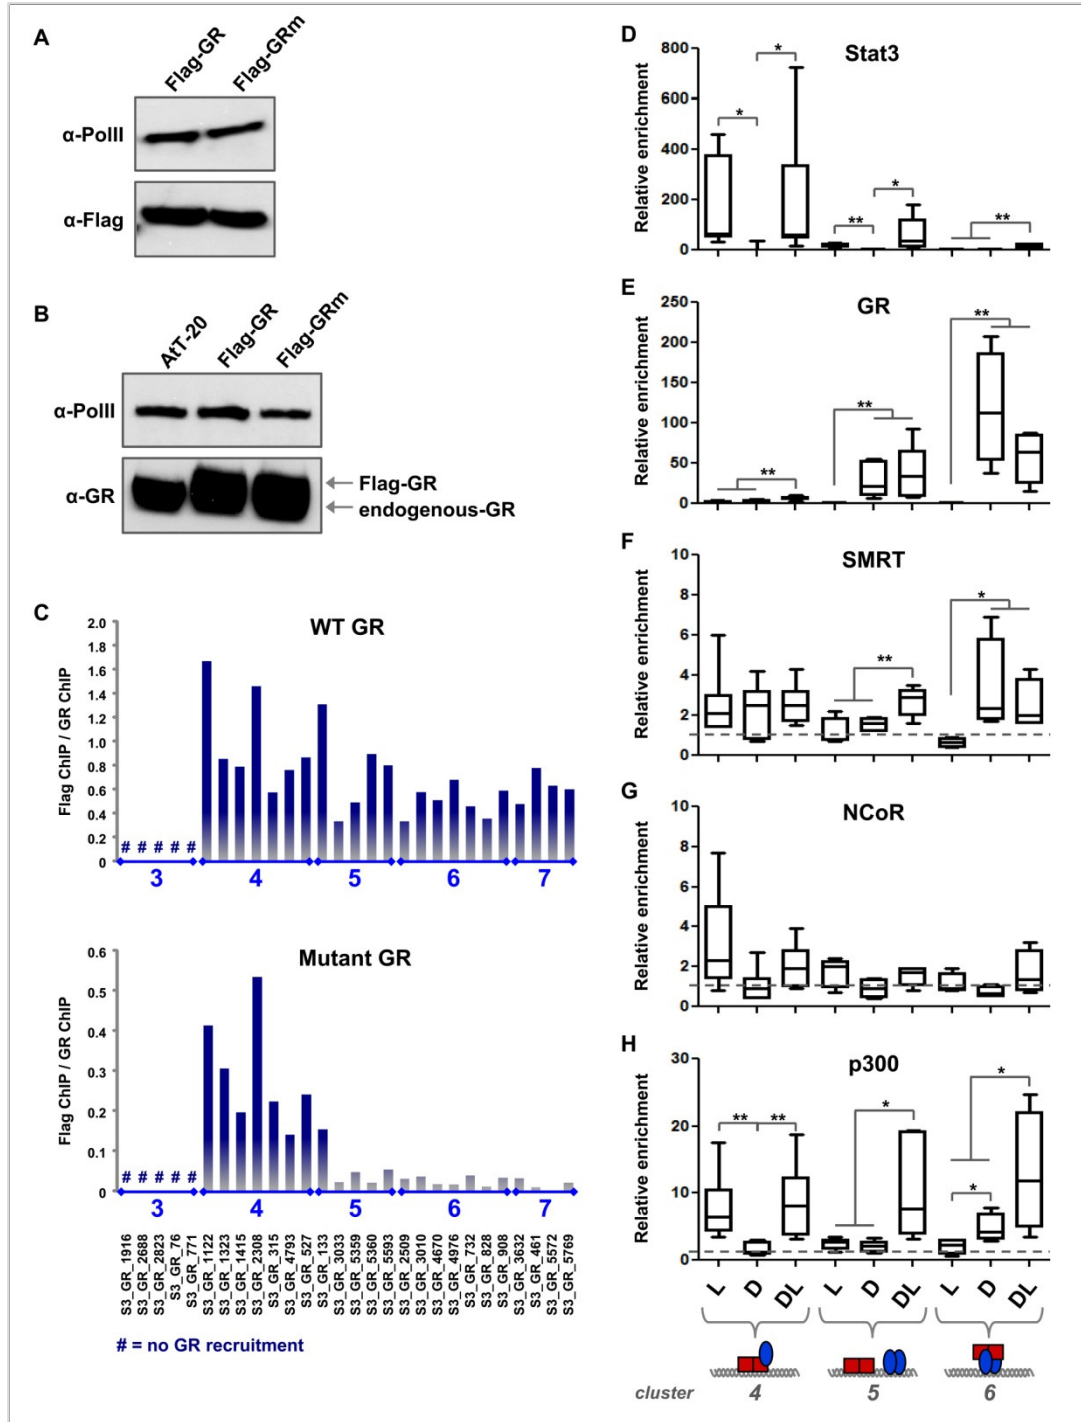 A
Flag-GR
Flag-GRm
α-PolII
α-Flag
B
AtT-20
Flag-GR
Flag-GRm
α-PolII
α-GR
Flag-GR
endogenous-GR
C
WT GR
Flag ChIP / GR ChIP
2.0
1.8
1.6
1.4
1.2
1.0
0.8
0.6
0.4
0.2
0
# # # # #
3 4 5 6 7
Mutant GR
Flag ChIP / GR ChIP
0.6
0.5
0.4
0.3
0.2
0.1
0
# # # # #
3 4 5 6 7
S3_GR_1916
S3_GR_2688
S3_GR_2823
S3_GR_76
S3_GR_771
S3_GR_1122
S3_GR_1323
S3_GR_1415
S3_GR_2308
S3_GR_315
S3_GR_4793
S3_GR_527
S3_GR_133
S3_GR_3033
S3_GR_5359
S3_GR_5360
S3_GR_5593
S3_GR_2509
S3_GR_3010
S3_GR_4670
S3_GR_4976
S3_GR_732
S3_GR_828
S3_GR_908
S3_GR_3632
S3_GR_461
S3_GR_5572
S3_GR_5769
# = no GR recruitment
D
Stat3
Relative enrichment
800
600
400
200
0
* * ** * **
E
GR
Relative enrichment
250
200
150
100
50
0
** ** **
F
SMRT
Relative enrichment
10
8
6
4
2
0
** *
G
NCoR
Relative enrichment
10
8
6
4
2
0
H
p300
Relative enrichment
30
20
10
0
** ** * * *
L D DL L D DL L D DL
cluster 4 5 6